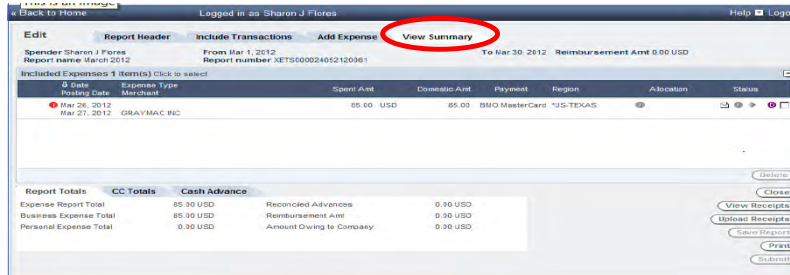 This is an image
« Back to Home Logged in as Sharon J Flores Help Logo
Edit Report Header Include Transactions Add Expense View Summary
Spender Sharon J Flores From Mar 1, 2012 To Mar 30, 2012 Reimbursement Amt 0.00 USD
Report name March 2012 Report number XETS000024052120061
Included Expenses 1 item(s) Click to select
Date Expense Type Spent Amt Domestic Amt Payment Region Allocation Status
Posting Date Merchant
Mar 26, 2012 85.00 USD 85.00 BMO MasterCard *US-TEXAS
Mar 27, 2012 GRAYMAC INC
Delete
Report Totals CC Totals Cash Advance Close
Expense Report Total 85.00 USD Reconciled Advances 0.00 USD View Receipts
Business Expense Total 85.00 USD Reimbursement Amt 0.00 USD Upload Receipts
Personal Expense Total 0.00 USD Amount Owing to Company 0.00 USD Save Report
Print
Submit